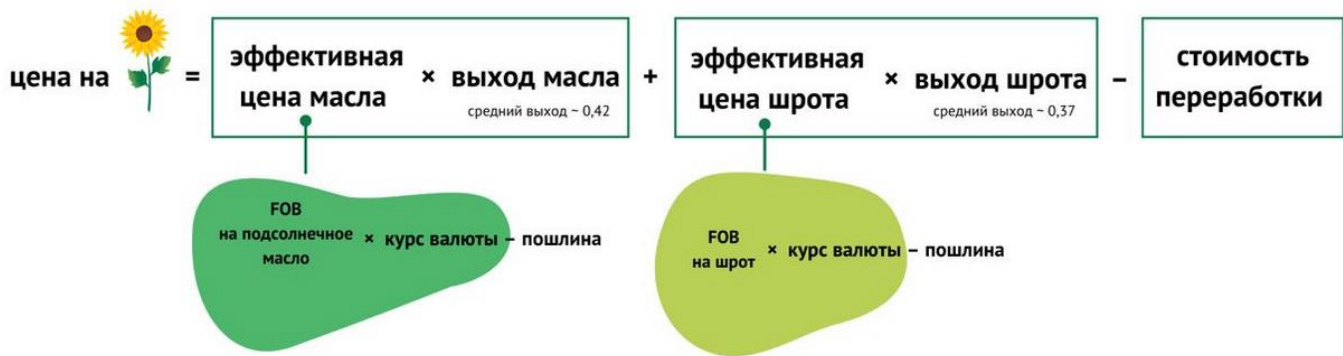 цена на = эффективная цена масла × выход масла + эффективная цена шрота × выход шрота – стоимость переработки
средний выход ~ 0,42
средний выход ~ 0,37
FOB
на подсолнечное
масло
× курс валюты – пошлина
FOB
на шрот
× курс валюты – пошлина